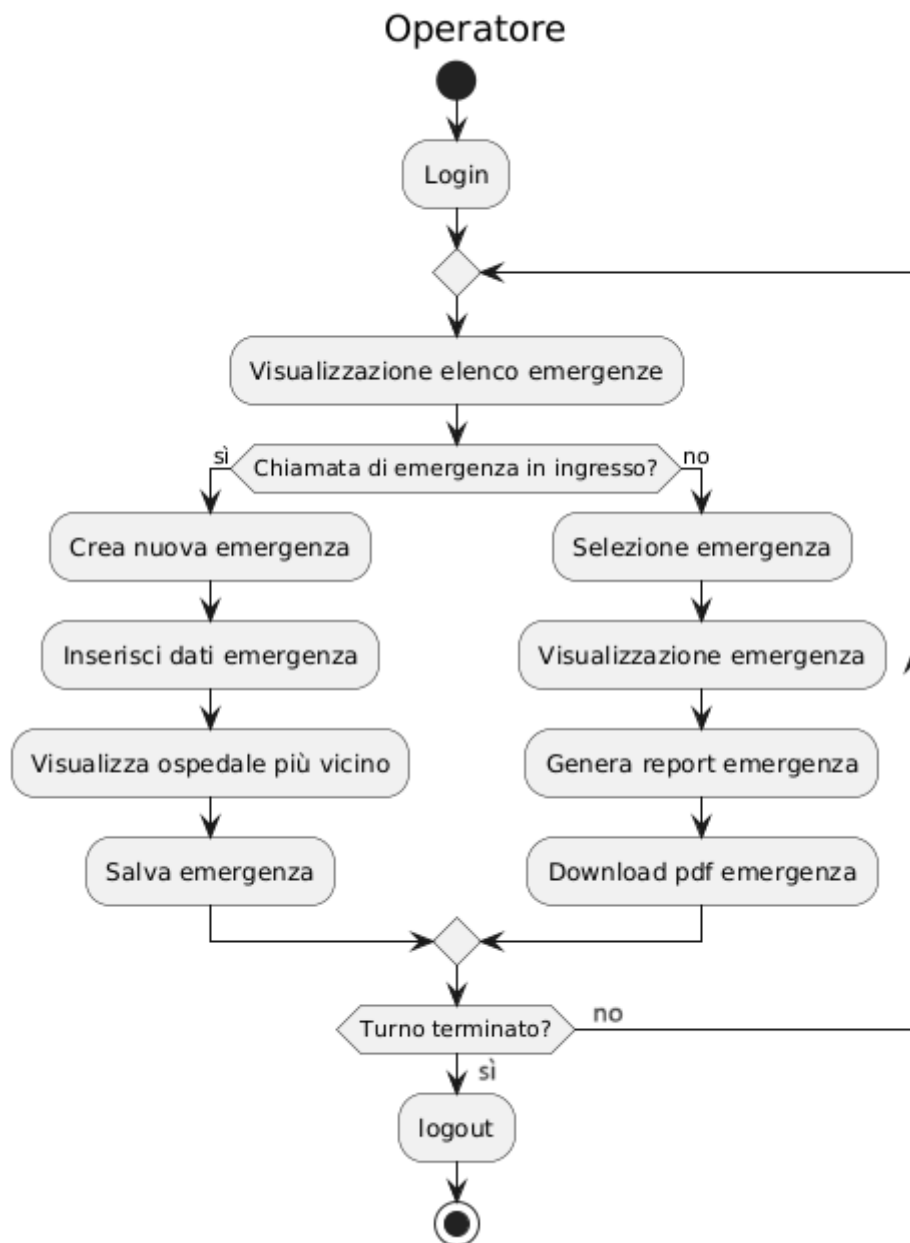 Operatore
Login
Visualizzazione elenco emergenze
sì
Chiamata di emergenza in ingresso?
no
Crea nuova emergenza
Selezione emergenza
Inserisci dati emergenza
Visualizzazione emergenza
Visualizza ospedale più vicino
Genera report emergenza
Salva emergenza
Download pdf emergenza
Turno terminato?
no
sì
logout